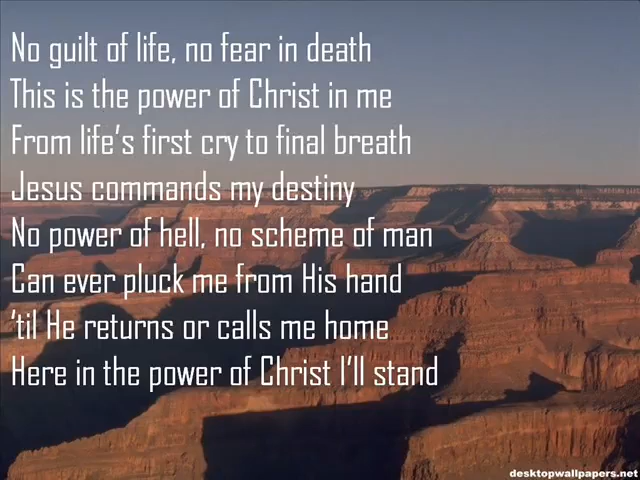 No guilt of life, no fear in death
This is the power of Christ in me
From life's first cry to final breath
Jesus commands my destiny
No power of hell, no scheme of man
Can ever pluck me from His hand
'til He returns or calls me home
Here in the power of Christ I'll stand
desktopwallpapers.net